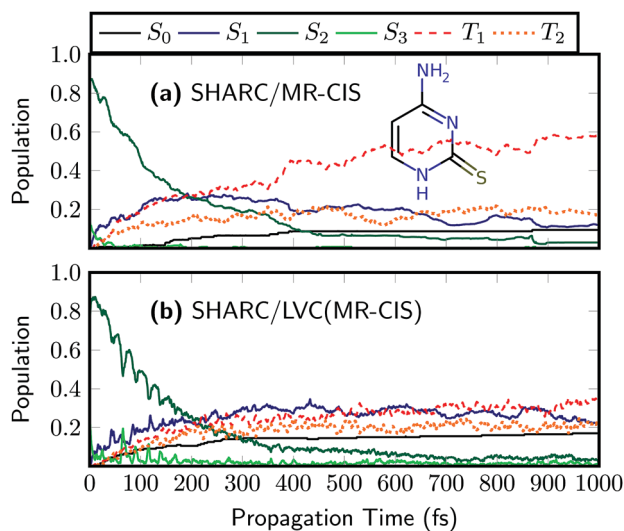 S0 S1 S2 S3 T1 T2
1.0
(a) SHARC/MR-CIS
0.8
0.6
0.4
0.2
Population
NH2
N
N
H
S
1.0
(b) SHARC/LVC(MR-CIS)
0.8
0.6
0.4
0.2
Population
0 100 200 300 400 500 600 700 800 900 1000
Propagation Time (fs)